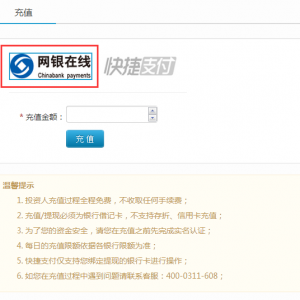 充值
网银在线
Chinabank payments
快捷支付
* 充值金额：
充 值
温馨提示
1. 投资人充值过程全程免费，不收取任何手续费；
2. 充值/提现必须为银行借记卡，不支持存折、信用卡充值；
3. 为了您的资金安全，请您在充值之前先完成实名认证；
4. 每日的充值限额依据各银行限额为准；
5. 快捷支付只支持您绑定提现的银行卡进行操作；
6. 如您在充值过程中遇到问题请联系客服：400-0311-608；